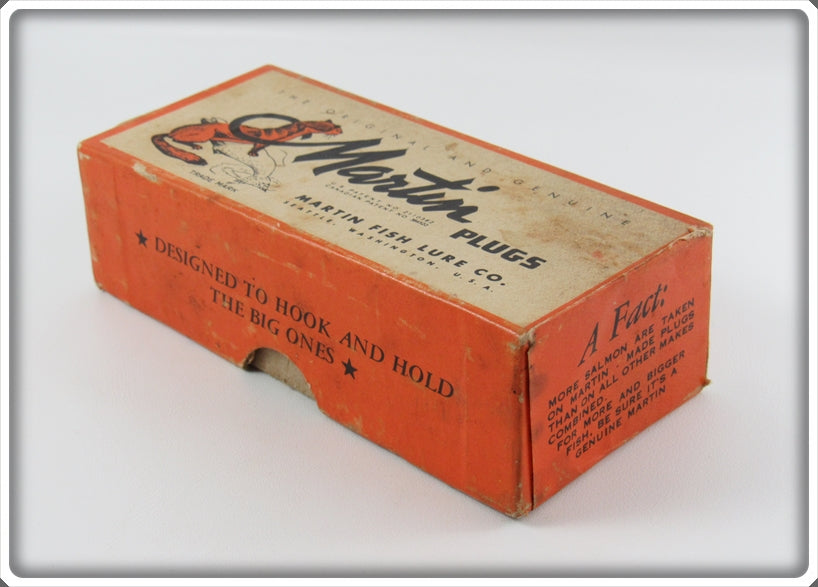 THE ORIGINAL AND GENUINE
Martin
PLUGS
TRADE MARK
MARTIN FISH LURE CO.
SEATTLE, WASHINGTON, U.S.A.
★ DESIGNED TO HOOK AND HOLD
THE BIG ONES ★
A Fact:
MORE SALMON ARE TAKEN
ON MARTIN - MADE PLUGS
THAN ON ALL OTHER MAKES
COMBINED.
FOR MORE AND BIGGER
FISH, BE SURE IT'S A
GENUINE MARTIN